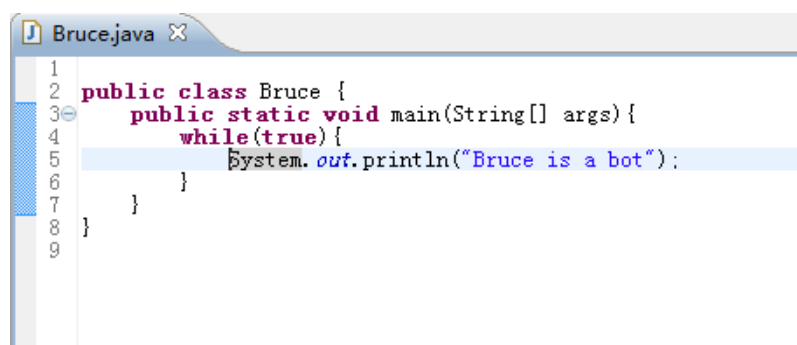 Bruce.java
1
2 public class Bruce {
3 public static void main(String[] args){
4 while(true){
5 System.out.println("Bruce is a bot");
6 }
7 }
8 }
9